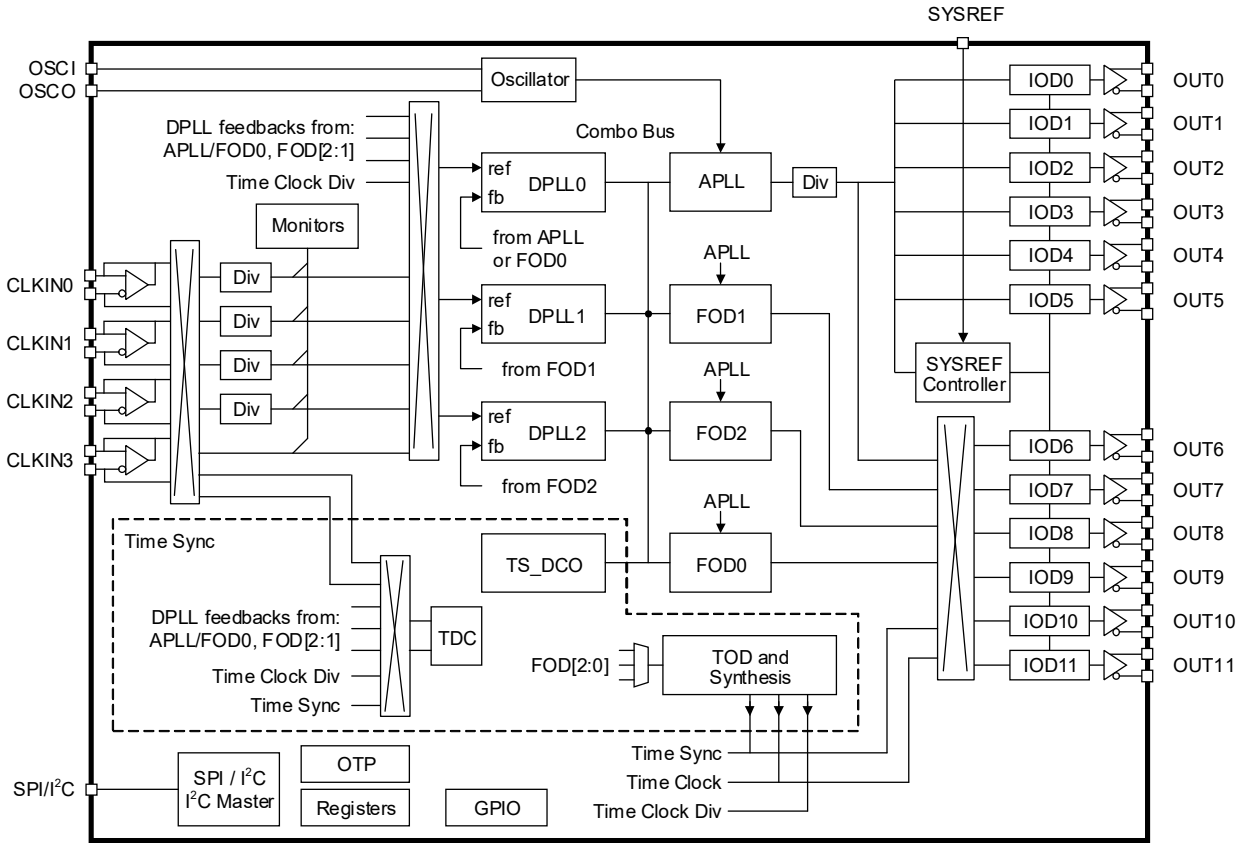 SYSREF
OSCI
OSCO
Oscillator
DPLL feedbacks from:
APLL/FOD0, FOD[2:1]
Time Clock Div
Monitors
Combo Bus
ref
fb
DPLL0
from APLL
or FOD0
APLL
Div
IOD0
OUT0
IOD1
OUT1
IOD2
OUT2
IOD3
OUT3
IOD4
OUT4
IOD5
OUT5
CLKIN0
CLKIN1
CLKIN2
CLKIN3
Div
Div
Div
Div
ref
fb
DPLL1
from FOD1
APLL
FOD1
SYSREF
Controller
ref
fb
DPLL2
from FOD2
APLL
FOD2
IOD6
OUT6
IOD7
OUT7
IOD8
OUT8
IOD9
OUT9
IOD10
OUT10
IOD11
OUT11
Time Sync
TS_DCO
APLL
FOD0
DPLL feedbacks from:
APLL/FOD0, FOD[2:1]
Time Clock Div
Time Sync
TDC
FOD[2:0]
TOD and
Synthesis
Time Sync
Time Clock
Time Clock Div
SPI/I²C
SPI / I²C
I²C Master
OTP
Registers
GPIO